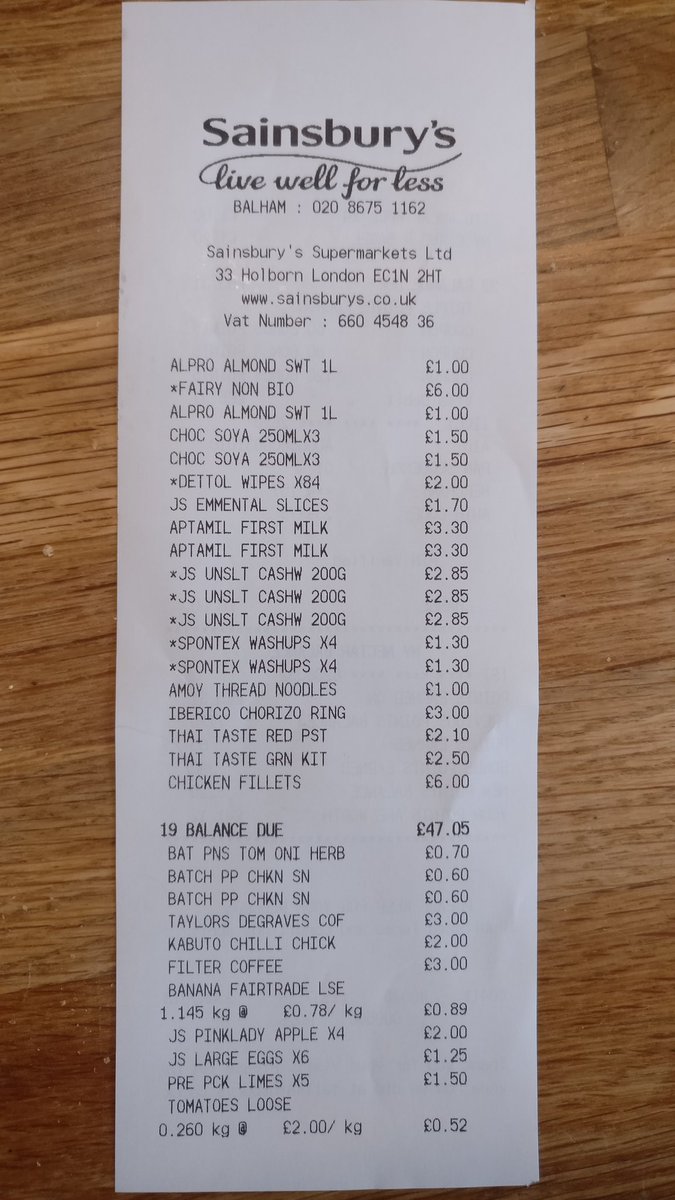 Sainsbury's
live well for less
BALHAM : 020 8675 1162
Sainsbury's Supermarkets Ltd
33 Holborn London EC1N 2HT
www.sainsburys.co.uk
Vat Number : 660 4548 36
ALPRO ALMOND SWT 1L £1.00
*FAIRY NON BIO £6.00
ALPRO ALMOND SWT 1L £1.00
CHOC SOYA 250MLX3 £1.50
CHOC SOYA 250MLX3 £1.50
*DETTOL WIPES X84 £2.00
JS EMMENTAL SLICES £1.70
APTAMIL FIRST MILK £3.30
APTAMIL FIRST MILK £3.30
*JS UNSLT CASHW 200G £2.85
*JS UNSLT CASHW 200G £2.85
*JS UNSLT CASHW 200G £2.85
*SPONTEX WASHUPS X4 £1.30
*SPONTEX WASHUPS X4 £1.30
AMOY THREAD NOODLES £1.00
IBERICO CHORIZO RING £3.00
THAI TASTE RED PST £2.10
THAI TASTE GRN KIT £2.50
CHICKEN FILLETS £6.00
19 BALANCE DUE £47.05
BAT PNS TOM ONI HERB £0.70
BATCH PP CHKN SN £0.60
BATCH PP CHKN SN £0.60
TAYLORS DEGRAVES COF £3.00
KABUTO CHILLI CHICK £2.00
FILTER COFFEE £3.00
BANANA FAIRTRADE LSE
1.145 kg @ £0.78/ kg £0.89
JS PINKLADY APPLE X4 £2.00
JS LARGE EGGS X6 £1.25
PRE PCK LIMES X5 £1.50
TOMATOES LOOSE
0.260 kg @ £2.00/ kg £0.52